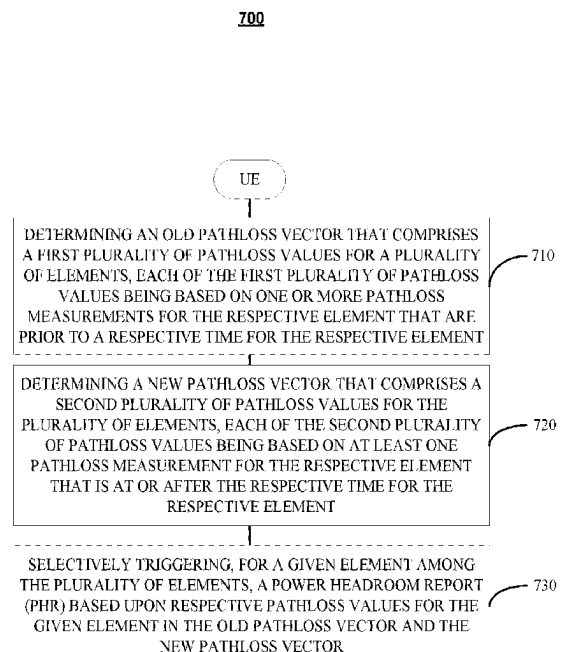 700
UE
DETERMINING AN OLD PATHLOSS VECTOR THAT COMPRISES
A FIRST PLURALITY OF PATHLOSS VALUES FOR A PLURALITY
OF ELEMENTS, EACH OF THE FIRST PLURALITY OF PATHLOSS
VALUES BEING BASED ON ONE OR MORE PATHLOSS
MEASUREMENTS FOR THE RESPECTIVE ELEMENT THAT ARE
PRIOR TO A RESPECTIVE TIME FOR THE RESPECTIVE ELEMENT
710
DETERMINING A NEW PATHLOSS VECTOR THAT COMPRISES A
SECOND PLURALITY OF PATHLOSS VALUES FOR THE
PLURALITY OF ELEMENTS, EACH OF THE SECOND PLURALITY
OF PATHLOSS VALUES BEING BASED ON AT LEAST ONE
PATHLOSS MEASUREMENT FOR THE RESPECTIVE ELEMENT
THAT IS AT OR AFTER THE RESPECTIVE TIME FOR THE
RESPECTIVE ELEMENT
720
SELECTIVELY TRIGGERING, FOR A GIVEN ELEMENT AMONG
THE PLURALITY OF ELEMENTS, A POWER HEADROOM REPORT
(PHR) BASED UPON RESPECTIVE PATHLOSS VALUES FOR THE
GIVEN ELEMENT IN THE OLD PATHLOSS VECTOR AND THE
NEW PATHLOSS VECTOR
730